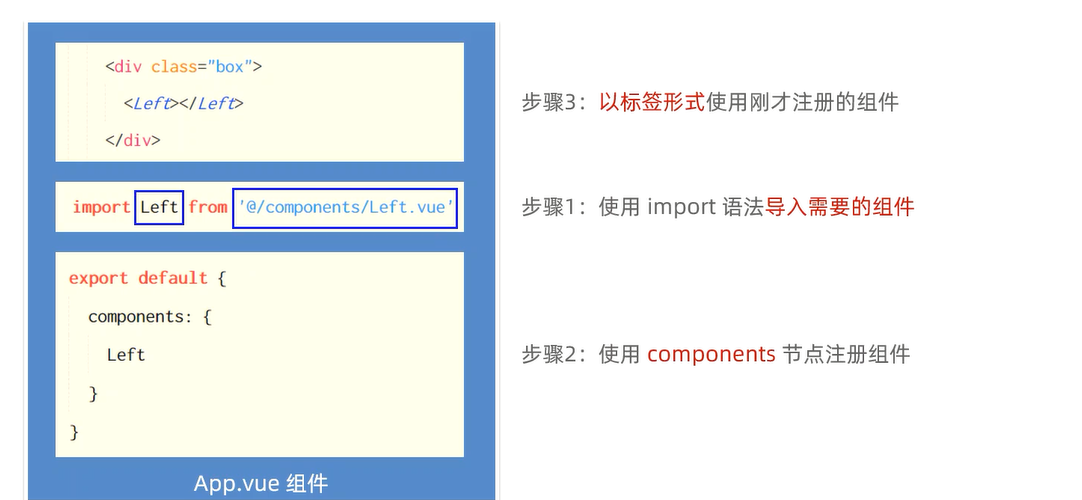 <div class="box">
<Left></Left>
</div>
步骤3：以标签形式使用刚才注册的组件
import Left from '@/components/Left.vue'
步骤1：使用 import 语法导入需要的组件
export default {
components: {
Left
}
}
步骤2：使用 components 节点注册组件
App.vue 组件